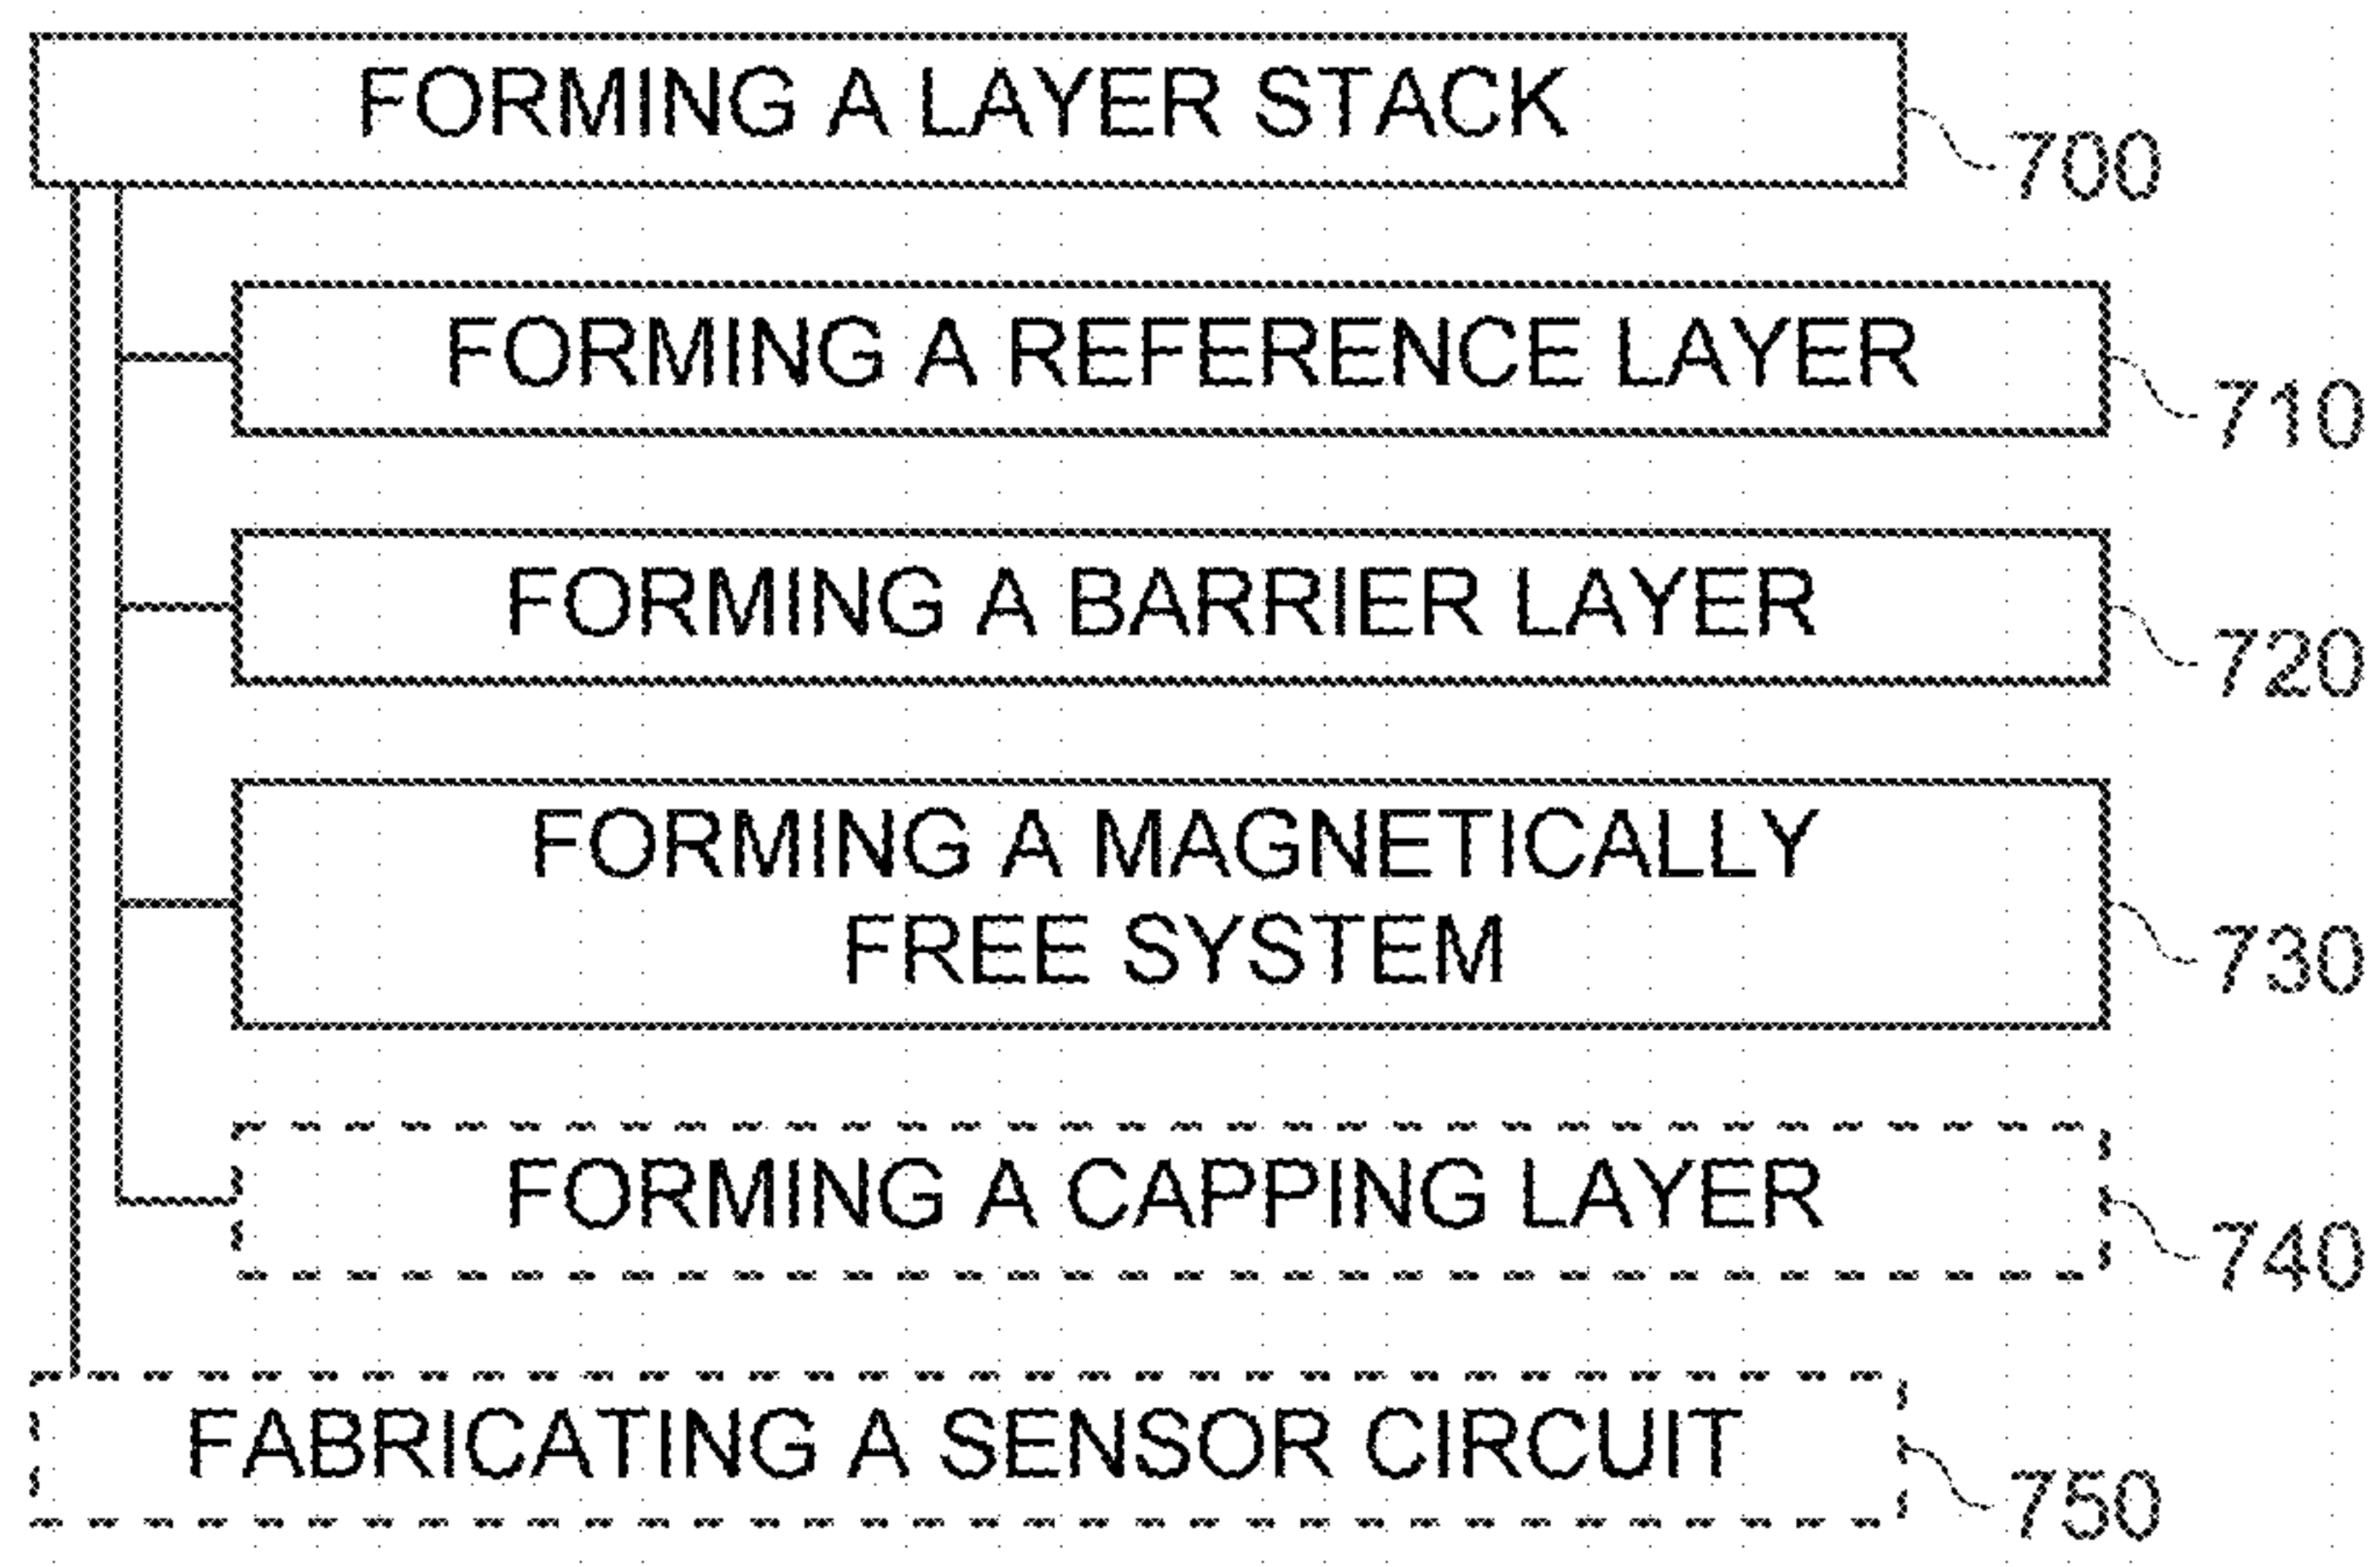 FORMING A LAYER STACK
700
FORMING A REFERENCE LAYER
710
FORMING A BARRIER LAYER
720
FORMING A MAGNETICALLY
FREE SYSTEM
730
FORMING A CAPPING LAYER
740
FABRICATING A SENSOR CIRCUIT
750